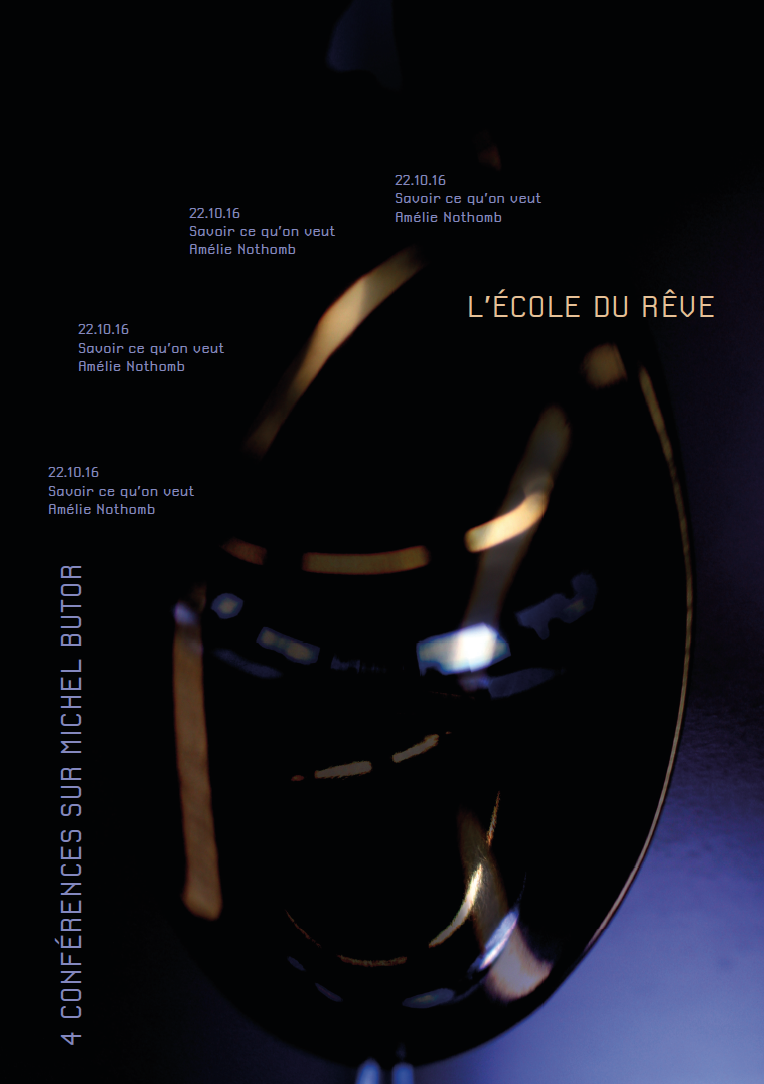 22.10.16
Savoir ce qu'on veut
Amélie Nothomb
22.10.16
Savoir ce qu'on veut
Amélie Nothomb
L'ÉCOLE DU RÊVE
22.10.16
Savoir ce qu'on veut
Amélie Nothomb
22.10.16
Savoir ce qu'on veut
Amélie Nothomb
4 CONFÉRENCES SUR MICHEL BUTOR